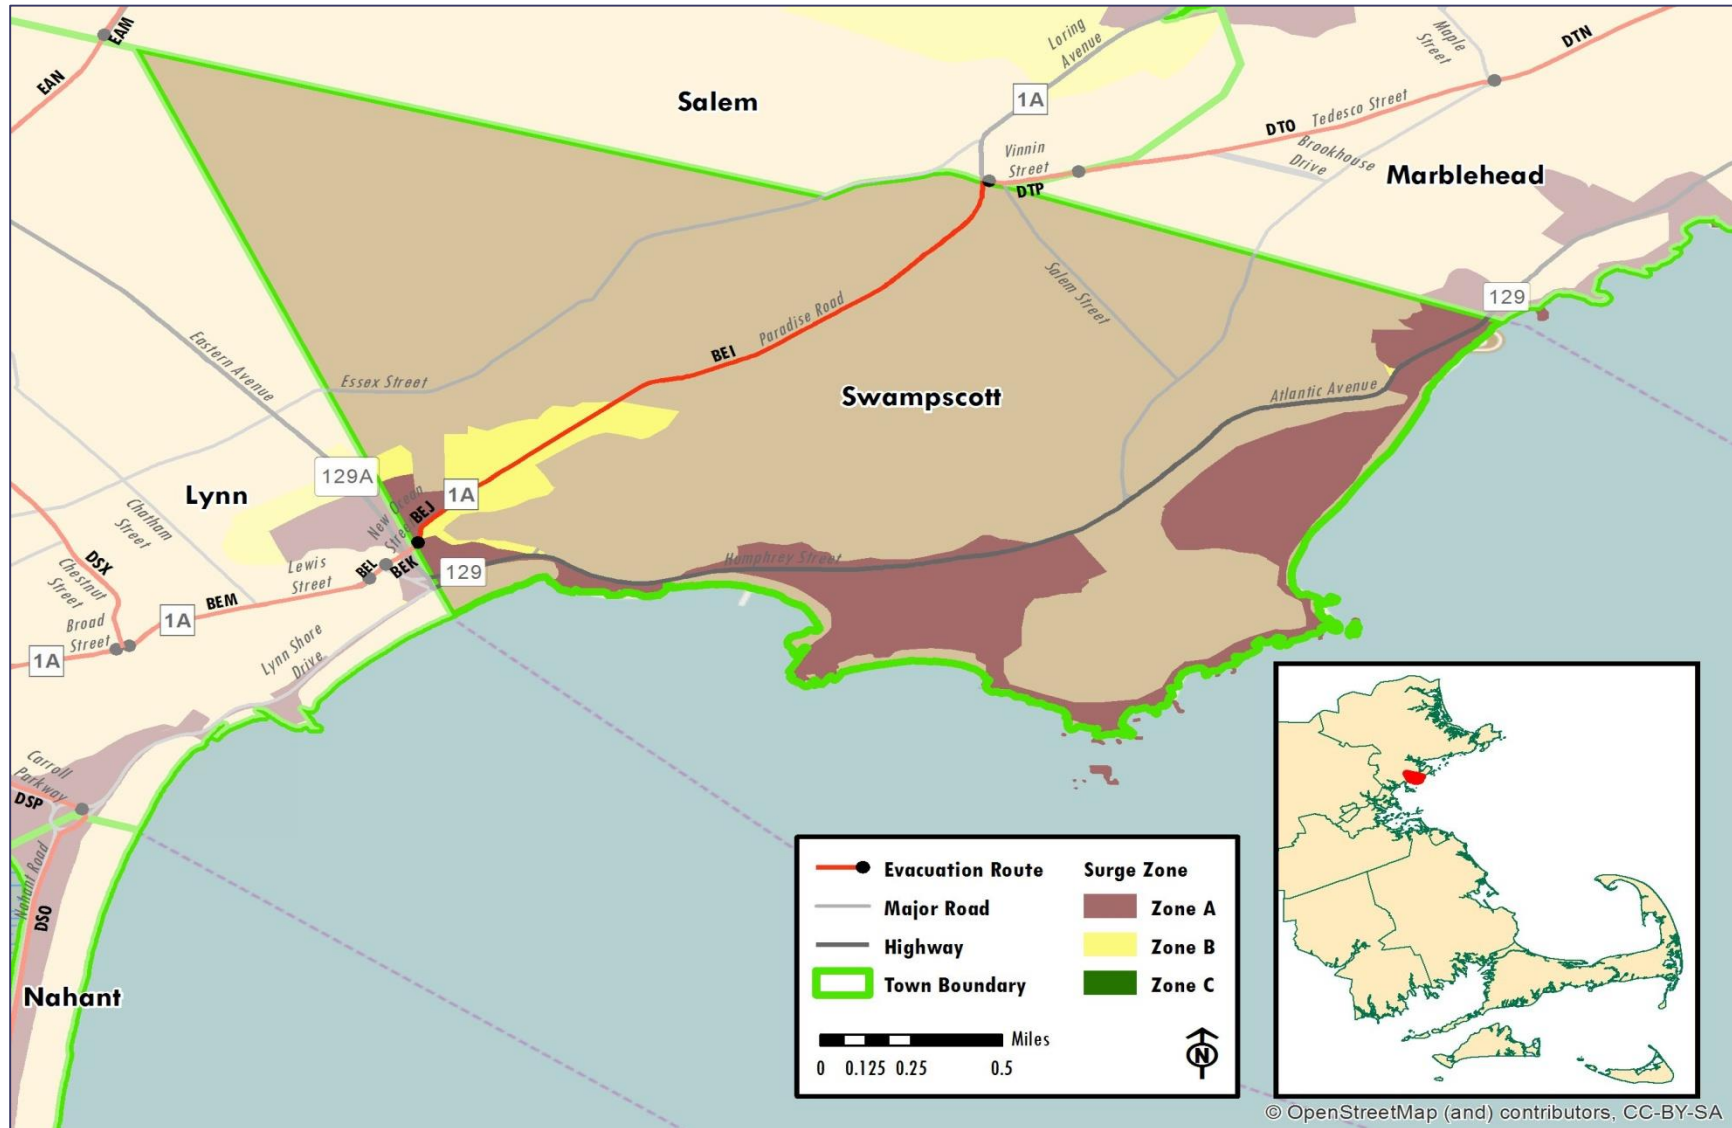 EAM
EAN
Salem
Loring
Avenue
1A
Maple
Street
DTN
Tedesco Street
DTO
Vinnin
Street
DTP
Brookhouse
Drive
Marblehead
Salem Street
129
Paradise Road
BEI
Eastern Avenue
Essex Street
Swampscott
Atlantic Avenue
129A
Lynn
1A
New Ocean
Street
BEJ
Chatham
Street
DSX
Chestnut
Street
Lewis
Street
BEL
BEK
129
Humphrey Street
BEM
1A
Broad
Street
1A
Lynn Shore
Drive
Carroll
Parkway
DSP
Nahant Road
DSO
Nahant
Evacuation Route
Major Road
Highway
Town Boundary
Surge Zone
Zone A
Zone B
Zone C
Miles
0 0.125 0.25 0.5
N
© OpenStreetMap (and) contributors, CC-BY-SA